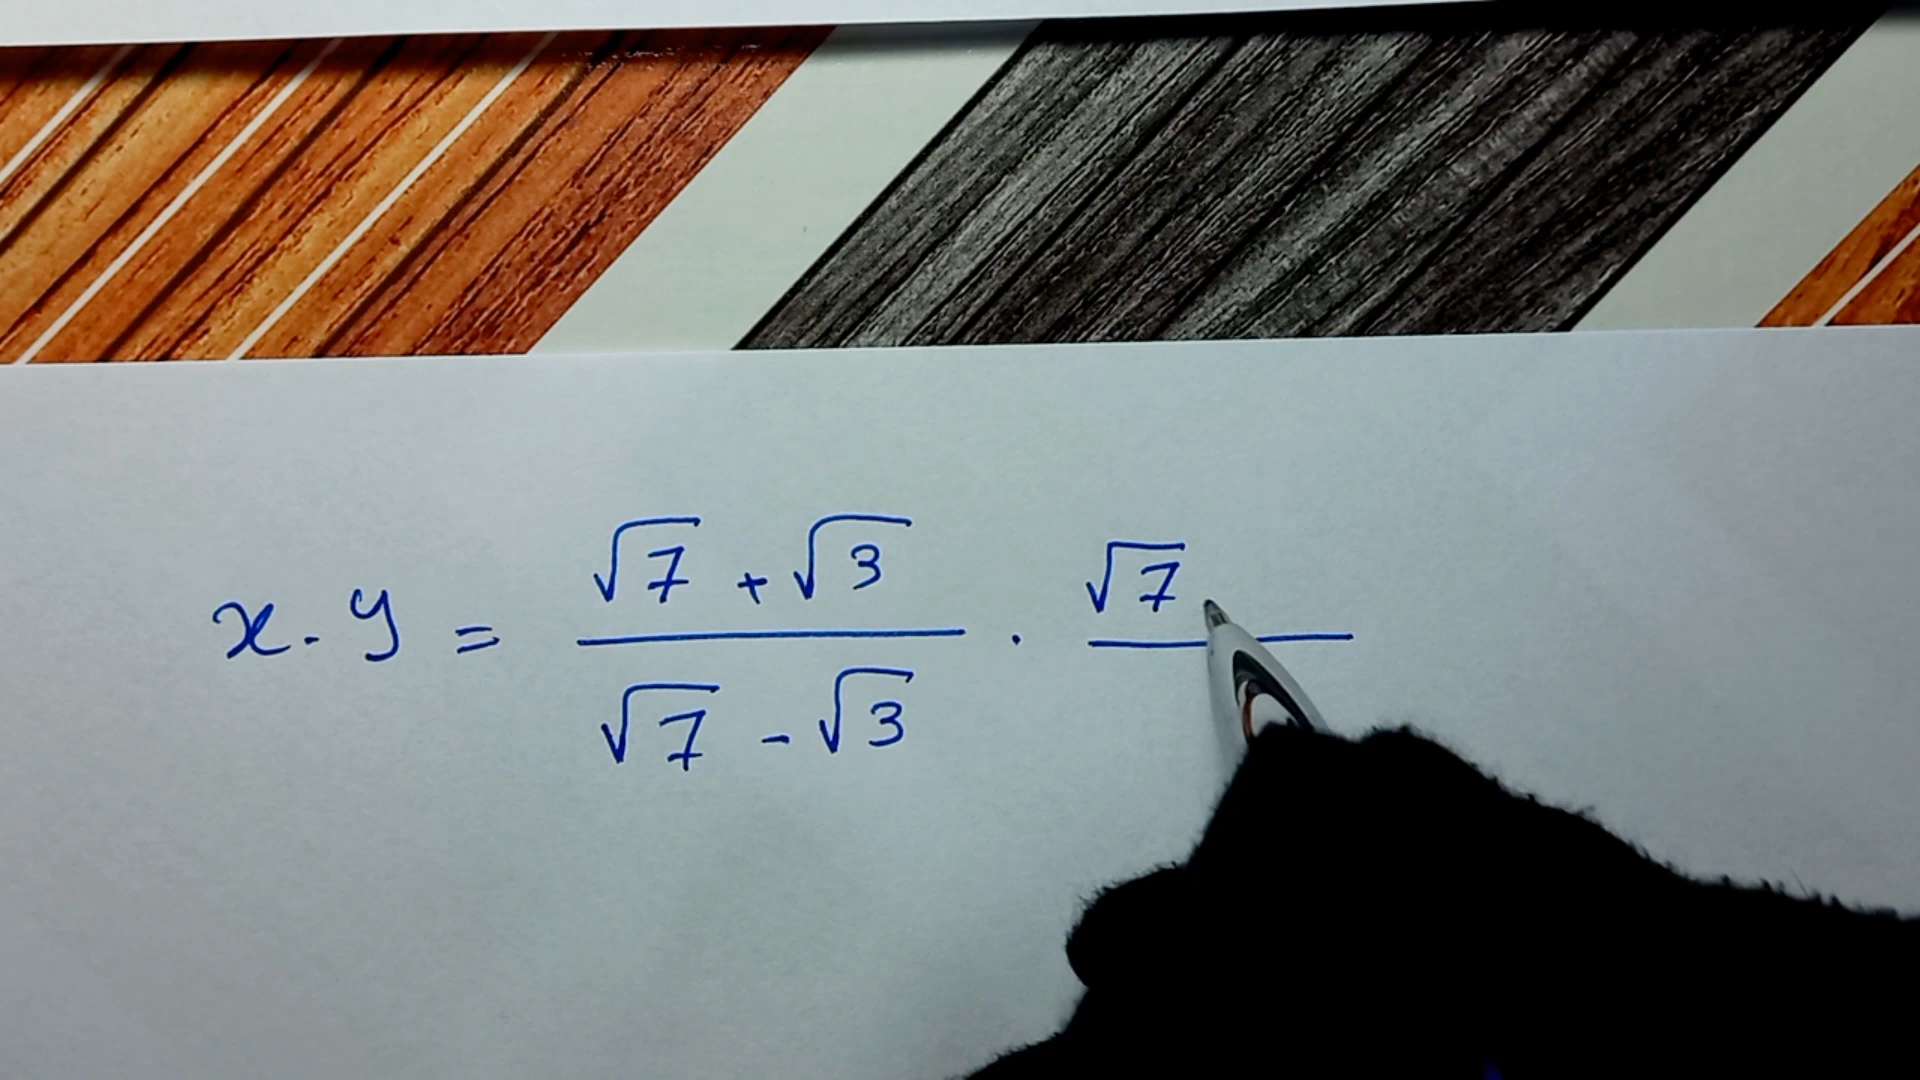 x . y = (√7 + √3) / (√7 - √3) . √7